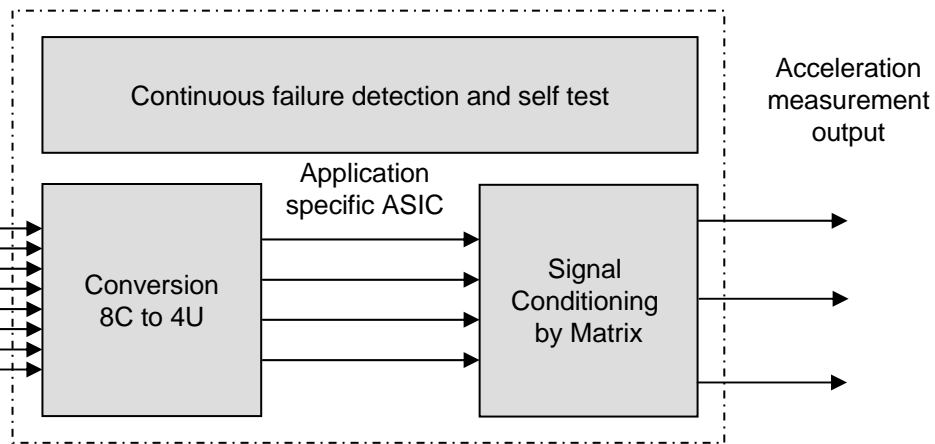 Continuous failure detection and self test
Acceleration
measurement
output
Application
specific ASIC
Conversion
8C to 4U
Signal
Conditioning
by Matrix